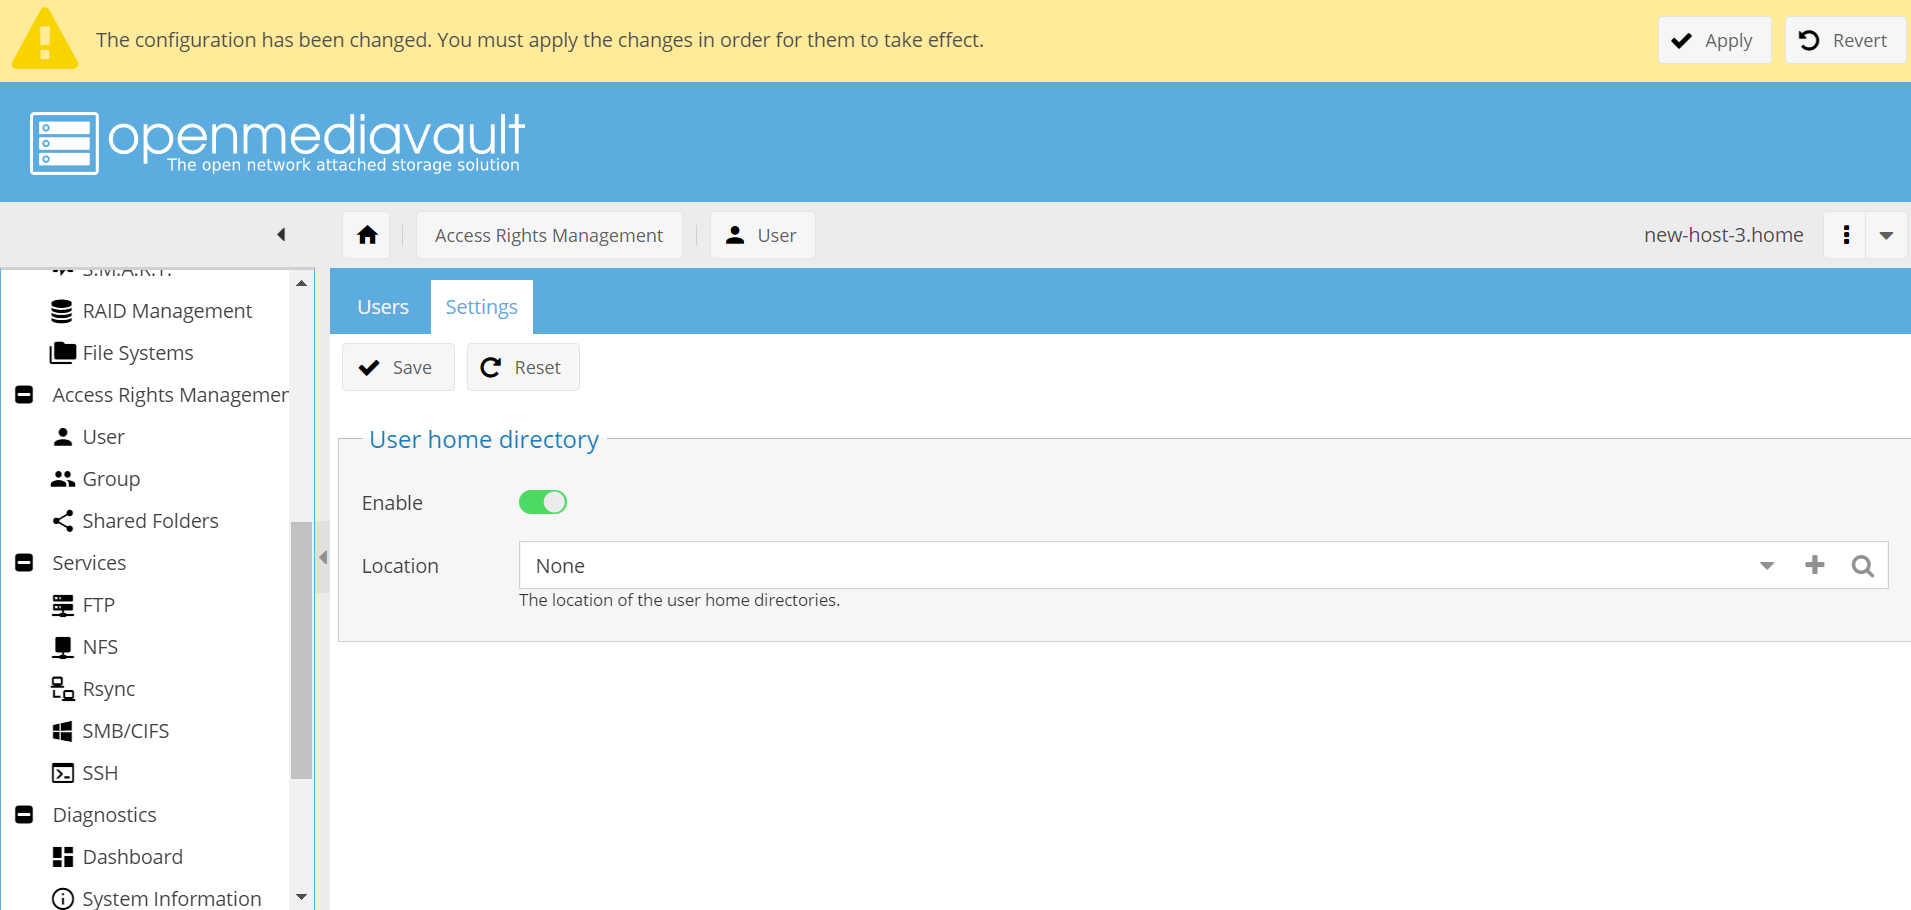 The configuration has been changed. You must apply the changes in order for them to take effect.
Apply
Revert
openmediavault
The open network attached storage solution
Access Rights Management
User
new-host-3.home
S.M.A.R.T.
RAID Management
File Systems
Access Rights Managemen
User
Group
Shared Folders
Services
FTP
NFS
Rsync
SMB/CIFS
SSH
Diagnostics
Dashboard
System Information
Users
Settings
Save
Reset
User home directory
Enable
Location
None
The location of the user home directories.